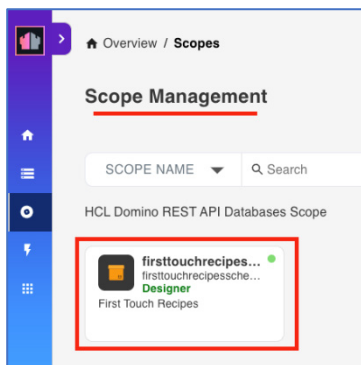 Overview / Scopes
Scope Management
SCOPE NAME Search
HCL Domino REST API Databases Scope
firsttouchrecipes...
firsttouchrecipessche...
Designer
First Touch Recipes